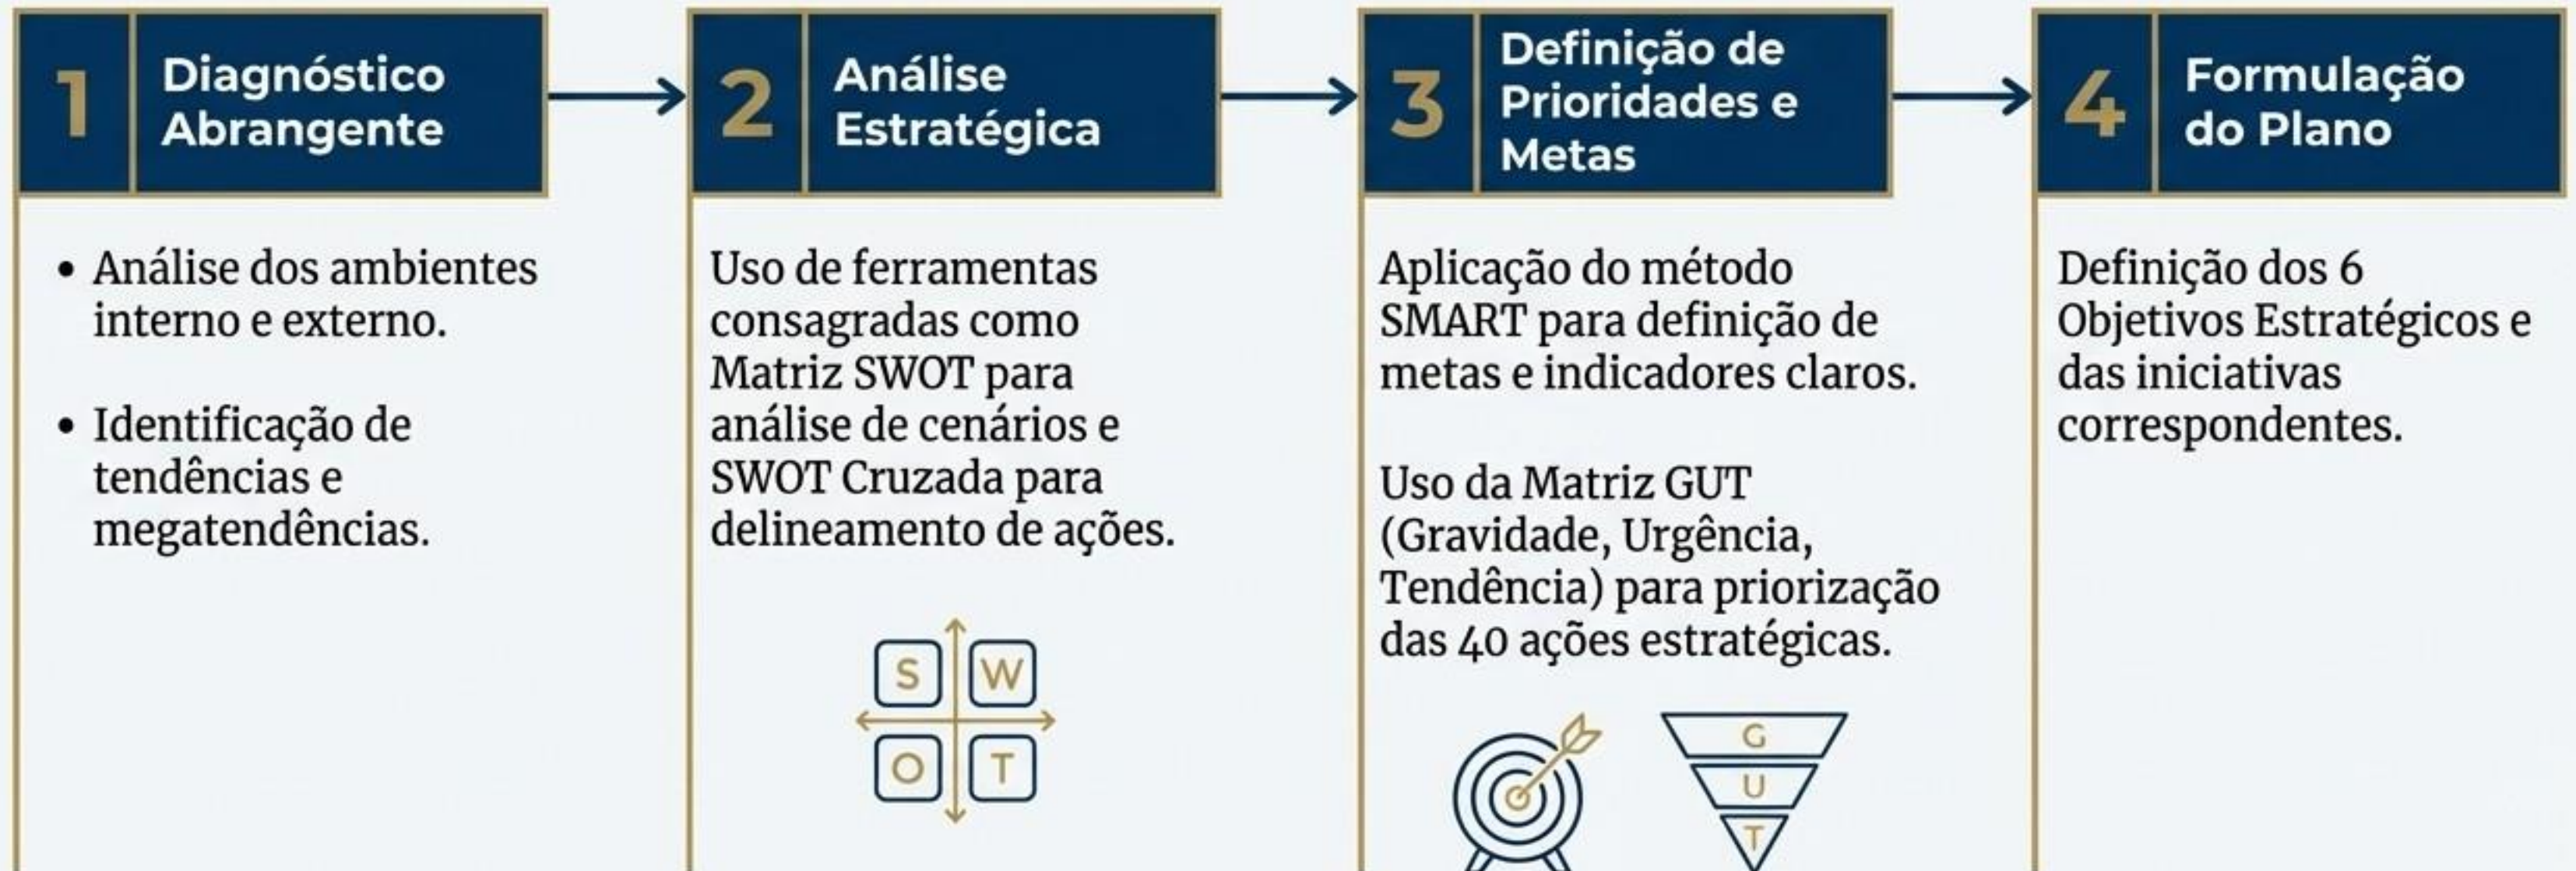 1
Diagnóstico
Abrangente
• Análise dos ambientes
interno e externo.
• Identificação de
tendências e
megatendências.
2
Análise
Estratégica
Uso de ferramentas
consagradas como
Matriz SWOT para
análise de cenários e
SWOT Cruzada para
delineamento de ações.
S W
O T
3
Definição de
Prioridades e
Metas
Aplicação do método
SMART para definição de
metas e indicadores claros.
Uso da Matriz GUT
(Gravidade, Urgência,
Tendência) para priorização
das 40 ações estratégicas.
G
U
T
4
Formulação
do Plano
Definição dos 6
Objetivos Estratégicos e
das iniciativas
correspondentes.